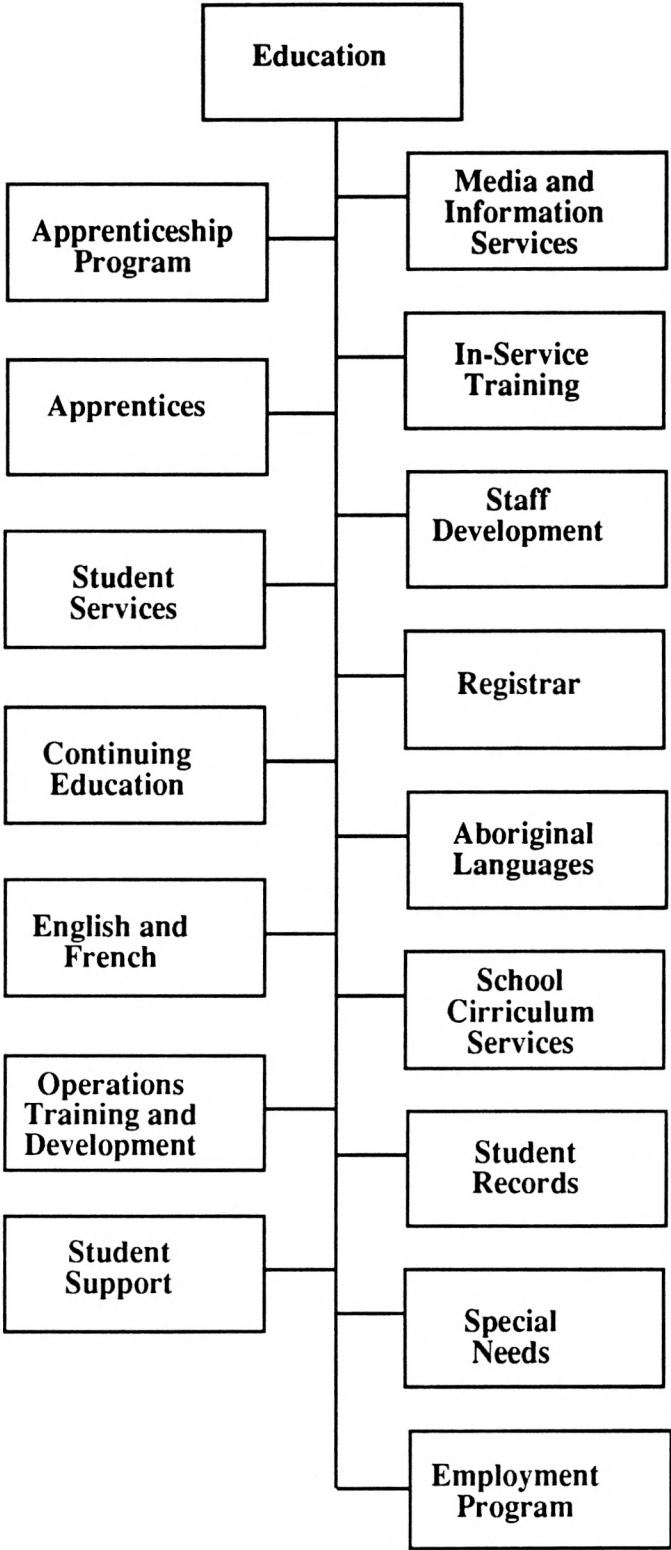 Education
Apprenticeship
Program
Apprentices
Student
Services
Continuing
Education
English and
French
Operations
Training and
Development
Student
Support
Media and
Information
Services
In-Service
Training
Staff
Development
Registrar
Aboriginal
Languages
School
Cirriculum
Services
Student
Records
Special
Needs
Employment
Program